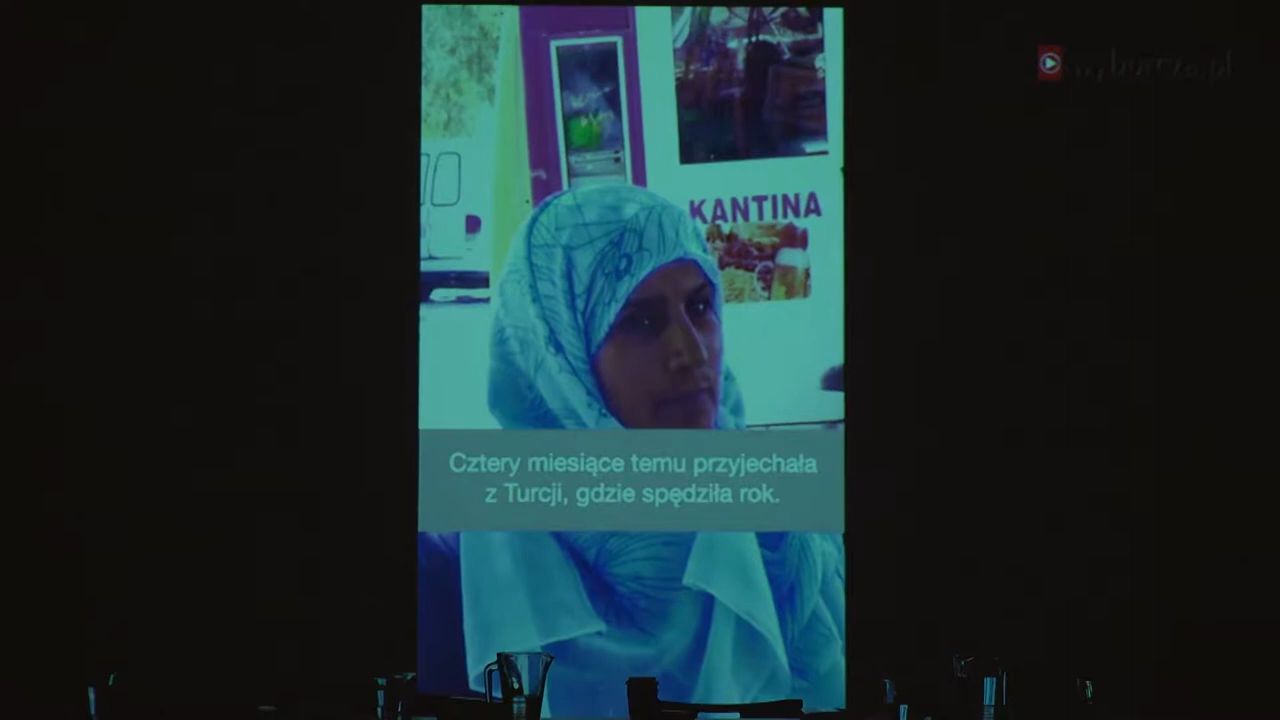 KANTINA
Cztery miesiące temu przyjechała
z Turcji, gdzie spędziła rok.